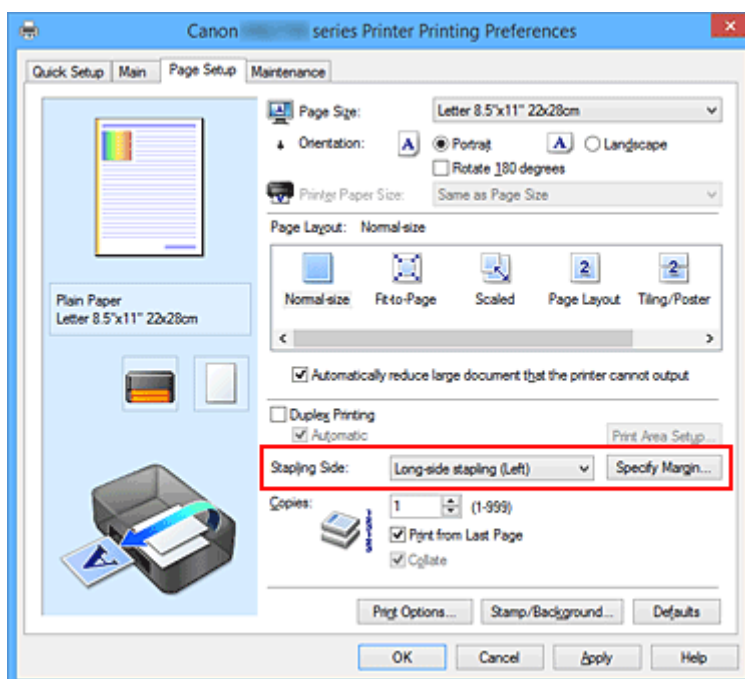 Canon series Printer Printing Preferences
Quick Setup Main Page Setup Maintenance
Page Size: Letter 8.5"x11" 22x28cm
Orientation: A Portrait A Landscape
Rotate 180 degrees
Printer Paper Size: Same as Page Size
Page Layout: Normal-size
2 2
Normal-size Fit-to-Page Scaled Page Layout Tiling/Poster
Plain Paper
Letter 8.5"x11" 22x28cm
Automatically reduce large document that the printer cannot output
Duplex Printing
Automatic Print Area Setup...
Stapling Side: Long-side stapling (Left) Specify Margin...
Copies: 1 (1-999)
Print from Last Page
Collate
A
Print Options... Stamp/Background... Defaults
OK Cancel Apply Help